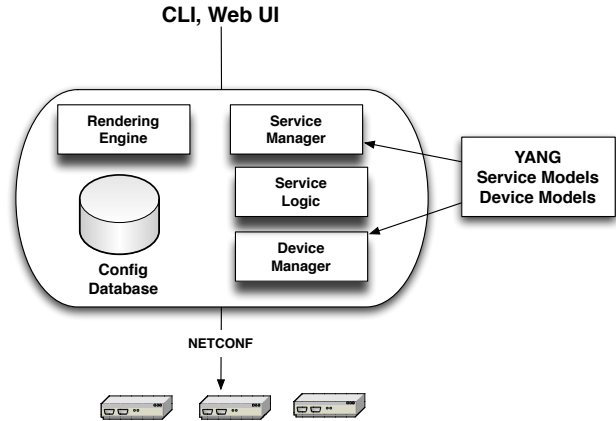 CLI, Web UI
Rendering
Engine
Service
Manager
Service
Logic
Device
Manager
Config
Database
YANG
Service Models
Device Models
NETCONF